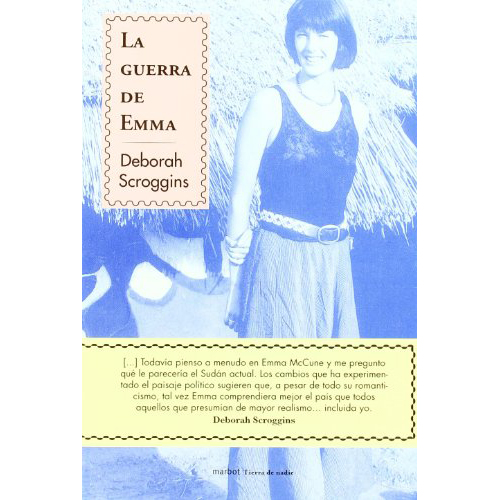 LA
GUERRA
DE
EMMA
Deborah
Scroggins
[...] Todavía pienso a menudo en Emma McCune y me pregunto
qué le parecería el Sudán actual. Los cambios que ha experimen-
tado el paisaje político sugieren que, a pesar de todo su romanti-
cismo, tal vez Emma comprendiera mejor el pais que todos
aquellos que presumian de mayor realismo... incluida yo.
Deborah Scroggins
marbot Tierra de nadie